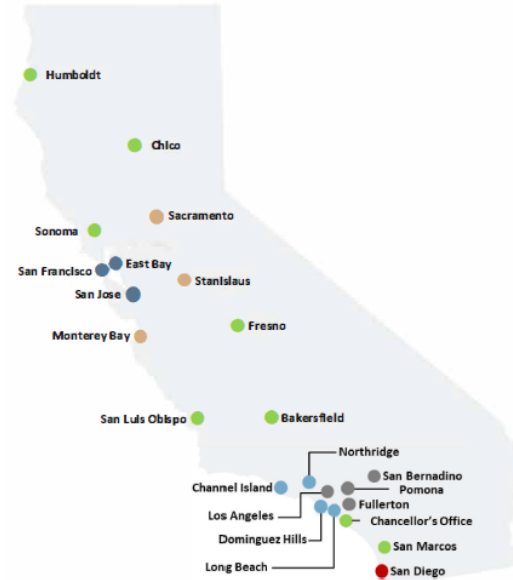 Humboldt
Chico
Sacramento
Sonoma
East Bay
San Francisco
Stanislaus
San Jose
Fresno
Monterey Bay
San Luis Obispo
Bakersfield
Northridge
San Bernadino
Channel Island
Pomona
Fullerton
Los Angeles
Chancellor's Office
Dominguez Hills
San Marcos
Long Beach
San Diego